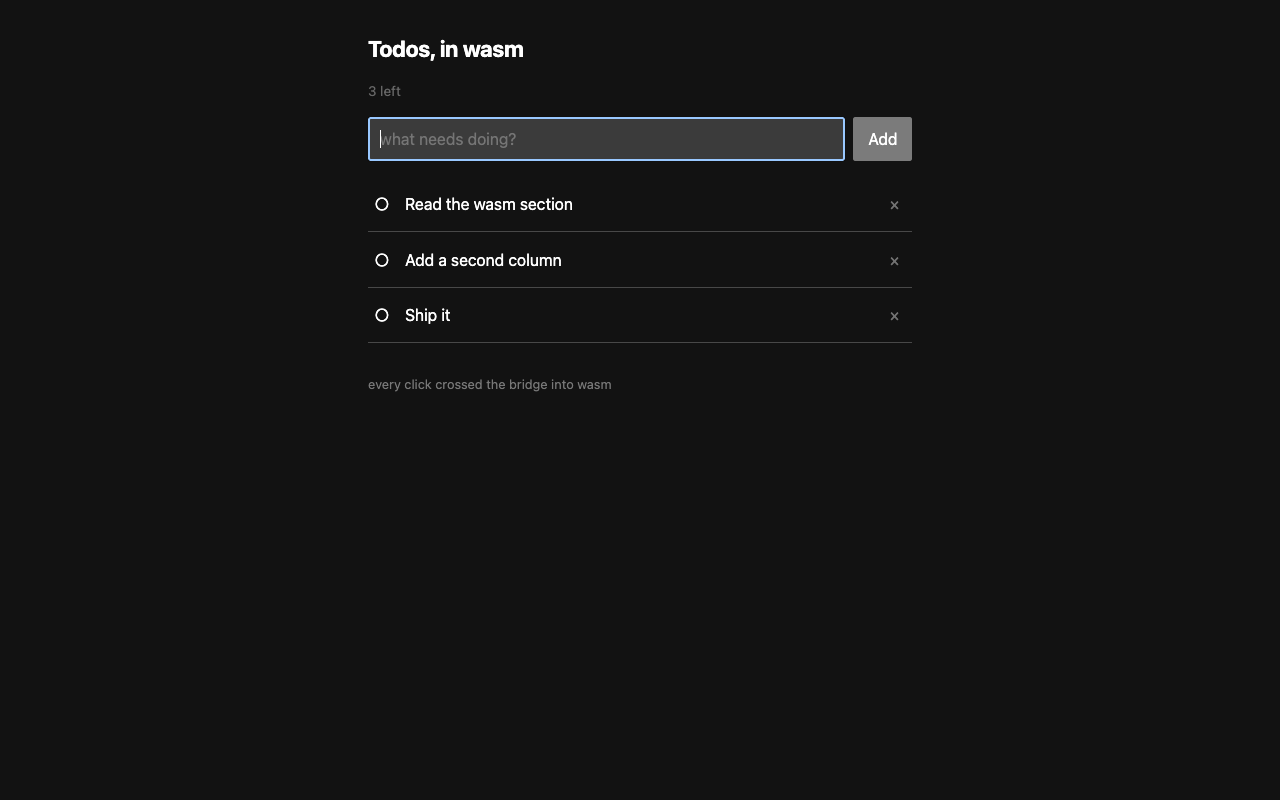 Todos, in wasm
3 left
what needs doing?
Add
Read the wasm section ×
Add a second column ×
Ship it ×
every click crossed the bridge into wasm